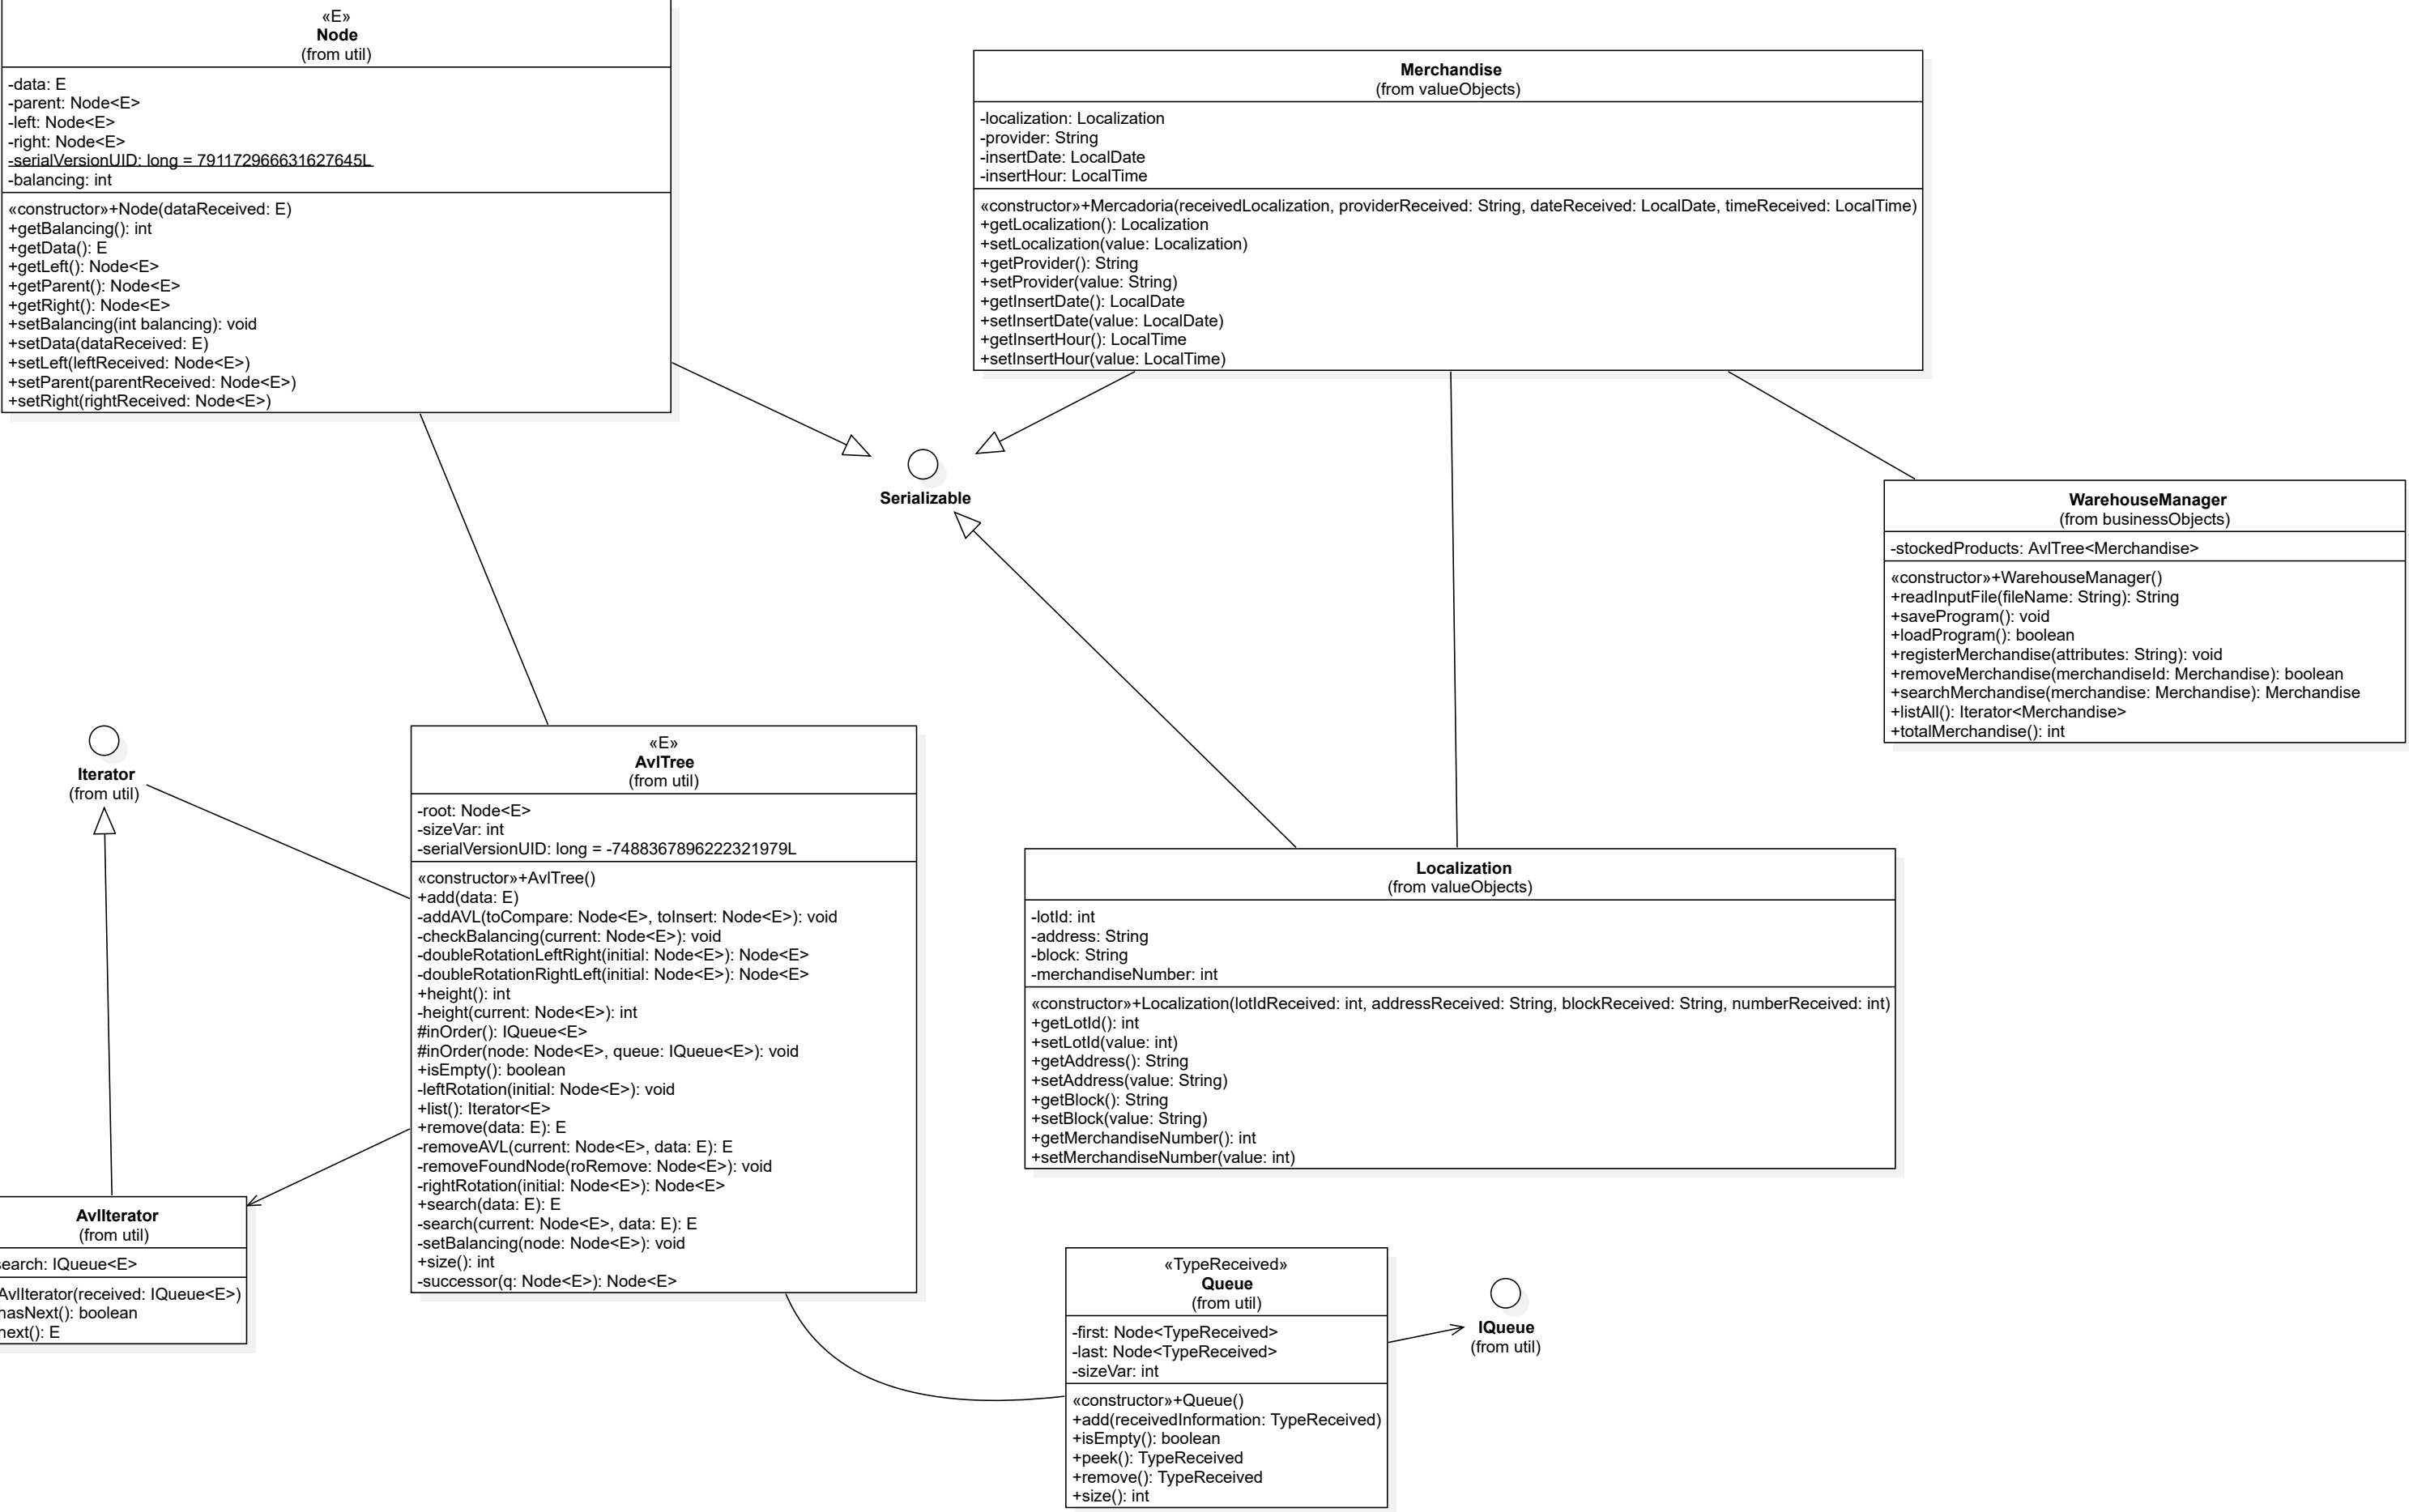 «E»
Node
(from util)
-data: E
-parent: Node<E>
-left: Node<E>
-right: Node<E>
-serialVersionUID: long = 791172966631627645L
-balancing: int
«constructor»+Node(dataReceived: E)
+getBalancing(): int
+getData(): E
+getLeft(): Node<E>
+getParent(): Node<E>
+getRight(): Node<E>
+setBalancing(int balancing): void
+setData(dataReceived: E)
+setLeft(leftReceived: Node<E>)
+setParent(parentReceived: Node<E>)
+setRight(rightReceived: Node<E>)
Merchandise
(from valueObjects)
-localization: Localization
-provider: String
-insertDate: LocalDate
-insertHour: LocalTime
«constructor»+Mercadoria(receivedLocalization, providerReceived: String, dateReceived: LocalDate, timeReceived: LocalTime)
+getLocalization(): Localization
+setLocalization(value: Localization)
+getProvider(): String
+setProvider(value: String)
+getInsertDate(): LocalDate
+setInsertDate(value: LocalDate)
+getInsertHour(): LocalTime
+setInsertHour(value: LocalTime)
Serializable
WarehouseManager
(from businessObjects)
-stockedProducts: AvlTree<Merchandise>
«constructor»+WarehouseManager()
+readInputFile(fileName: String): String
+saveProgram(): void
+loadProgram(): boolean
+registerMerchandise(attributes: String): void
+removeMerchandise(merchandiseId: Merchandise): boolean
+searchMerchandise(merchandise: Merchandise): Merchandise
+listAll(): Iterator<Merchandise>
+totalMerchandise(): int
Iterator
(from util)
«E»
AvlTree
(from util)
-root: Node<E>
-sizeVar: int
-serialVersionUID: long = -7488367896222321979L
«constructor»+AvlTree()
+add(data: E)
-addAVL(toCompare: Node<E>, toInsert: Node<E>): void
-checkBalancing(current: Node<E>): void
-doubleRotationLeftRight(initial: Node<E>): Node<E>
-doubleRotationRightLeft(initial: Node<E>): Node<E>
+height(): int
-height(current: Node<E>): int
#inOrder(): IQueue<E>
#inOrder(node: Node<E>, queue: IQueue<E>): void
+isEmpty(): boolean
-leftRotation(initial: Node<E>): void
+list(): Iterator<E>
+remove(data: E): E
-removeAVL(current: Node<E>, data: E): E
-removeFoundNode(roRemove: Node<E>): void
-rightRotation(initial: Node<E>): Node<E>
+search(data: E): E
-search(current: Node<E>, data: E): E
-setBalancing(node: Node<E>): void
+size(): int
-successor(q: Node<E>): Node<E>
Localization
(from valueObjects)
-lotId: int
-address: String
-block: String
-merchandiseNumber: int
«constructor»+Localization(lotIdReceived: int, addressReceived: String, blockReceived: String, numberReceived: int)
+getLotId(): int
+setLotId(value: int)
+getAddress(): String
+setAddress(value: String)
+getBlock(): String
+setBlock(value: String)
+getMerchandiseNumber(): int
+setMerchandiseNumber(value: int)
AvlIterator
(from util)
search: IQueue<E>
AvlIterator(received: IQueue<E>)
hasNext(): boolean
next(): E
«TypeReceived»
Queue
(from util)
-first: Node<TypeReceived>
-last: Node<TypeReceived>
-sizeVar: int
«constructor»+Queue()
+add(receivedInformation: TypeReceived)
+isEmpty(): boolean
+peek(): TypeReceived
+remove(): TypeReceived
+size(): int
IQueue
(from util)